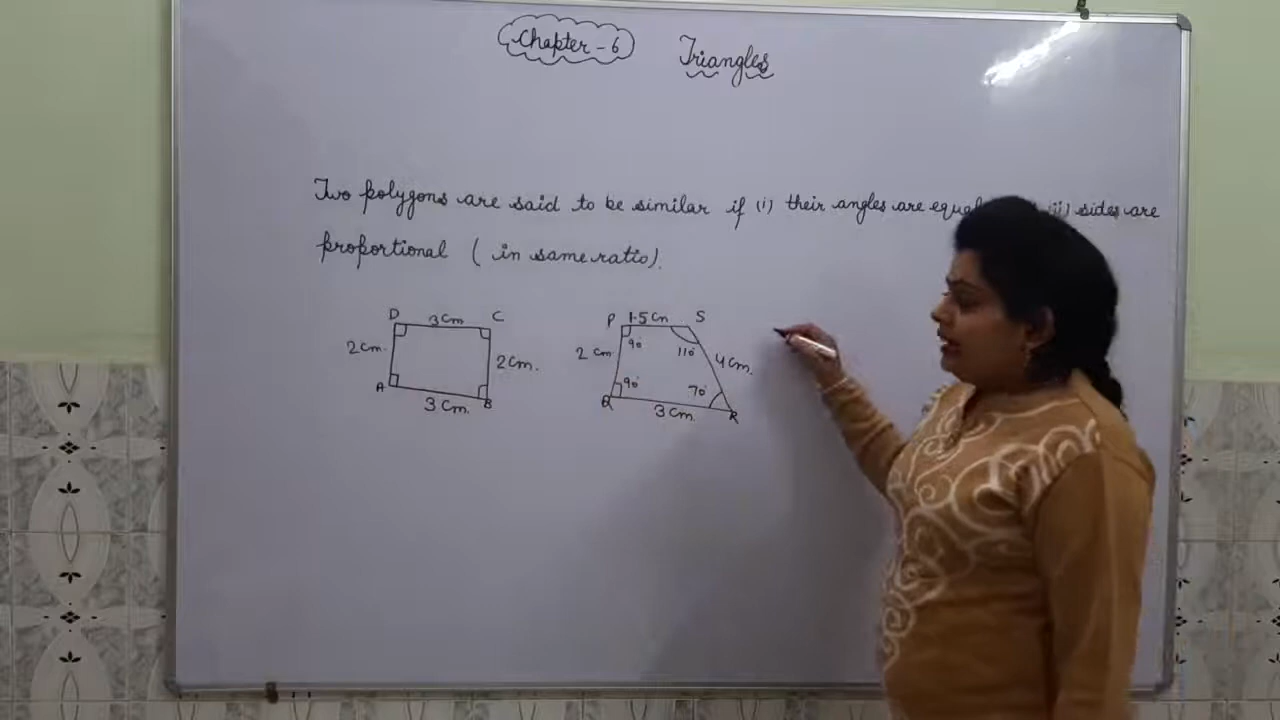 Chapter - 6 Triangles
Two polygons are said to be similar if (i) their angles are equal (ii) sides are
proportional ( in same ratio).
D 3 Cm C
2 cm. 2 cm.
A 3 Cm. B
P 1.5 Cm S
2 cm. 90° 110° 4 cm.
90° 70°
Q 3 Cm. R